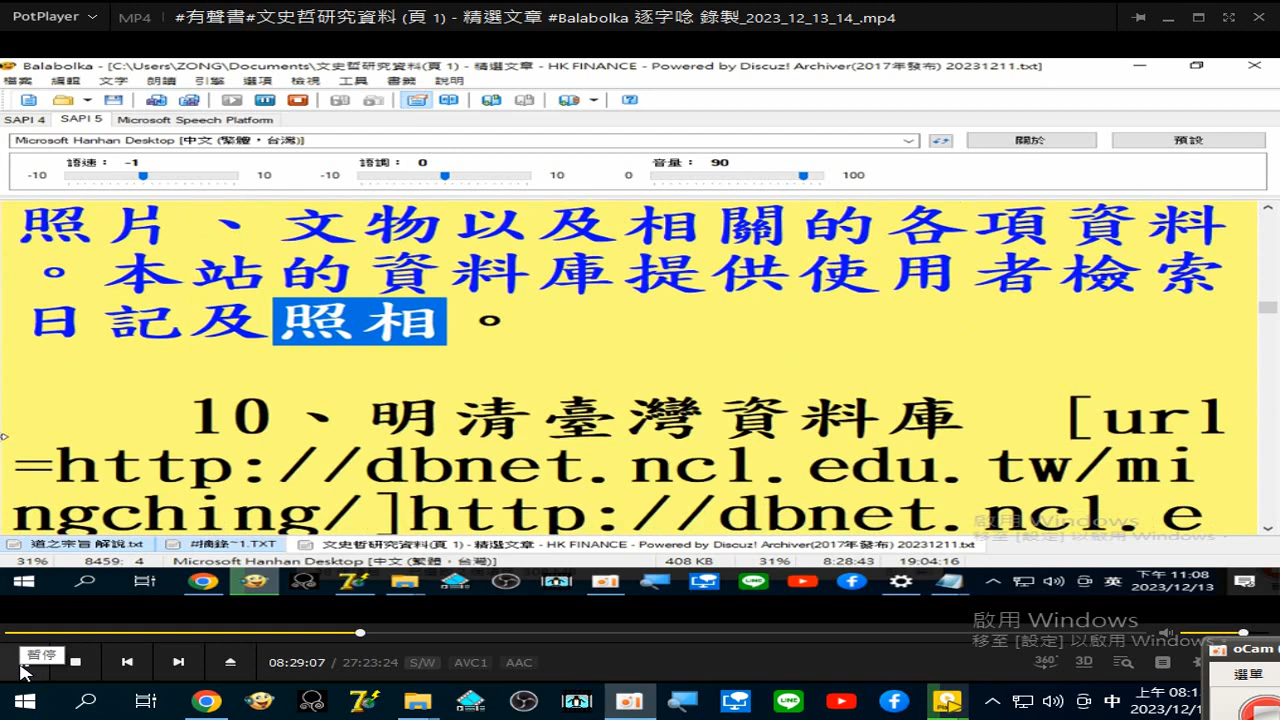 PotPlayer MP4 #有聲書#文史哲研究資料 (頁 1) - 精選文章 #Balabolka 逐字唸 錄製_2023_12_13_14_.mp4
Balabolka - [C:\Users\ZONG\Documents\文史哲研究資料(頁 1) - 精選文章 - HK FINANCE - Powered by Discuz! Archiver(2017年發布) 20231211.txt]
檔案 編輯 文字 朗讀 引擎 選項 檢視 工具 書籤 說明
SAPI 4 SAPI 5 Microsoft Speech Platform
Microsoft Hanhan Desktop [中文 (繁體，台灣)] 關於 預設
語速： -1 語調： 0 音量： 90
-10 10 -10 10 0 100
照片、文物以及相關的各項資料
。本站的資料庫提供使用者檢索
日記及照相。
10、明清臺灣資料庫 [url
=http://dbnet.ncl.edu.tw/mi
ngching/]http://dbnet.ncl.e
啟用 Windows
移至 [設定] 以啟用 Windows。
道之宗旨 解說.txt #摘錄~1.TXT 文史哲研究資料(頁 1) - 精選文章 - HK FINANCE - Powered by Discuz! Archiver(2017年發布) 20231211.txt
31% 8459: 4 Microsoft Hanhan Desktop [中文 (繁體，台灣)] 408 KB 31% 8:28:43 19:04:16
英 下午 11:08
2023/12/13
啟用 Windows
移至 [設定] 以啟用 Windows。
暫停
08:29:07 / 27:23:24 S/W AVC1 AAC 360° 3D
oCam
選單
中 上午 08:1
2023/12/1